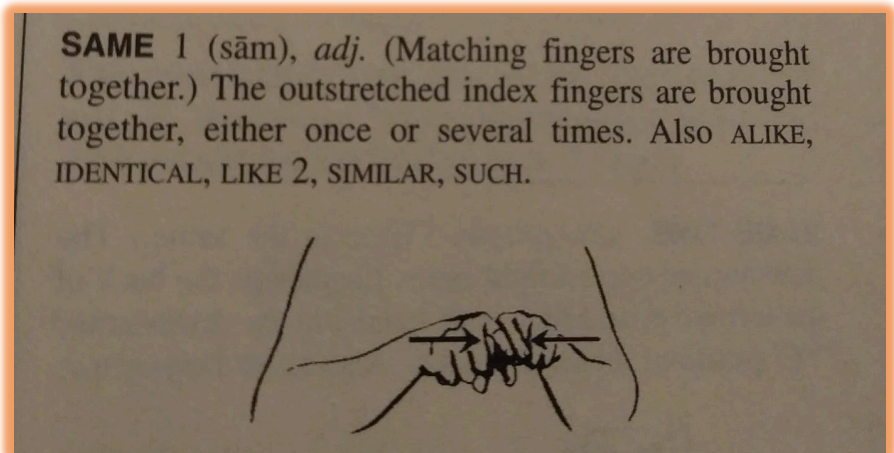 SAME 1 (sām), adj. (Matching fingers are brought
together.) The outstretched index fingers are brought
together, either once or several times. Also ALIKE,
IDENTICAL, LIKE 2, SIMILAR, SUCH.